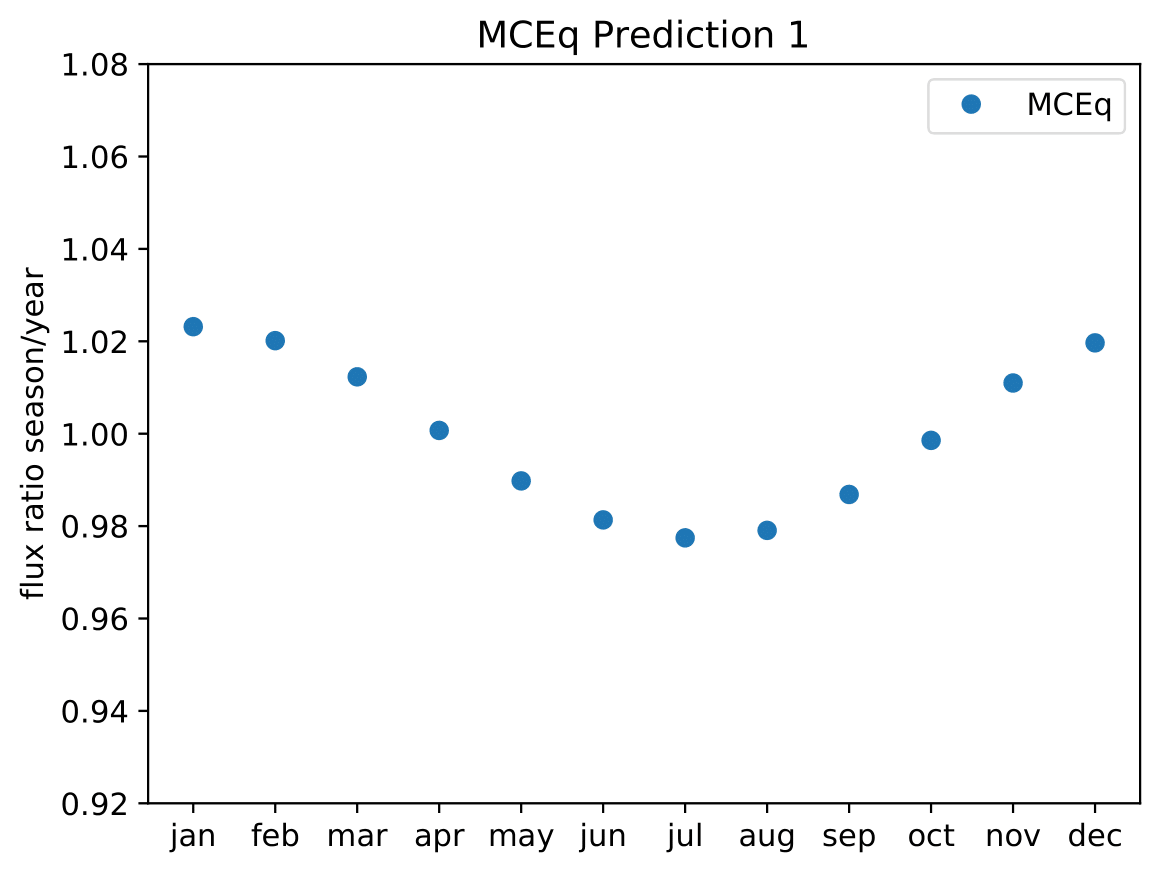 MCEq Prediction 1
MCEq
flux ratio season/year
1.08
1.06
1.04
1.02
1.00
0.98
0.96
0.94
0.92
jan feb mar apr may jun jul aug sep oct nov dec